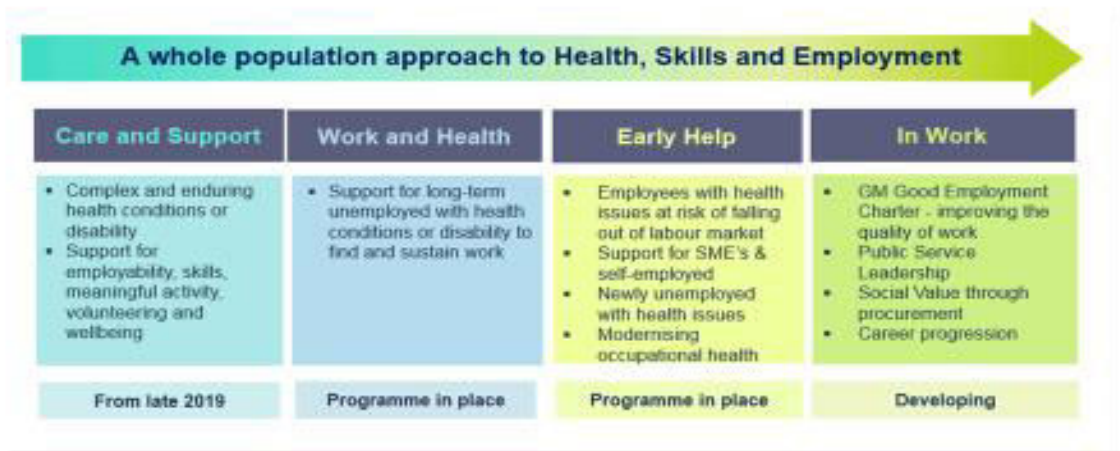 A whole population approach to Health, Skills and Employment
Care and Support
• Complex and enduring
health conditions or
disability
• Support for
employability, skills,
meaningful activity,
volunteering and
wellbeing
From late 2019
Work and Health
• Support for long-term
unemployed with health
conditions or disability to
find and sustain work
Programme in place
Early Help
• Employees with health
issues at risk of falling
out of labour market
• Support for SME's &
self-employed
• Newly unemployed
with health issues
• Modernising
occupational health
Programme in place
In Work
• GM Good Employment
Charter - improving the
quality of work
• Public Service
Leadership
• Social Value through
procurement
• Career progression
Developing